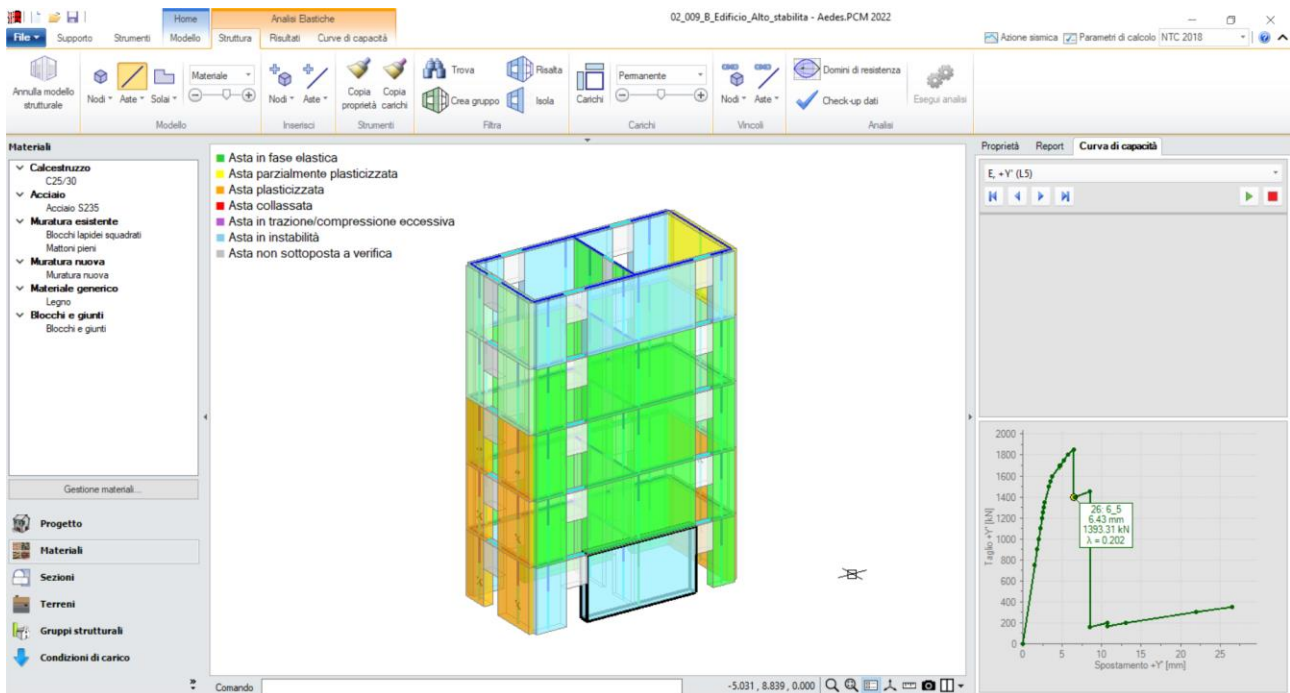 02_009_B_Edificio_Alto_stabilita - Aedes.PCM 2022
Home
Analisi Elastiche
File
Supporto
Strumenti
Modello
Struttura
Risultati
Curve di capacità
Azione sismica
Parametri di calcolo
NTC 2018
Annulla modello
strutturale
Nodi
Aste
Solai
Materiale
Modello
Nodi
Aste
Inserisci
Copia
proprietà
Copia
carichi
Strumenti
Trova
Crea gruppo
Risalta
Isola
Filtra
Carichi
Permanente
Carichi
Nodi
Aste
Vincoli
Domini di resistenza
Check-up dati
Esegui analisi
Analisi
Materiali
Calcestruzzo
C25/30
Acciaio
Acciaio S235
Muratura esistente
Blocchi lapidei squadrati
Mattoni pieni
Muratura nuova
Muratura nuova
Materiale generico
Legno
Blocchi e giunti
Blocchi e giunti
Gestione materiali...
Progetto
Materiali
Sezioni
Terreni
Gruppi strutturali
Condizioni di carico
Asta in fase elastica
Asta parzialmente plasticizzata
Asta plasticizzata
Asta collassata
Asta in trazione/compressione eccessiva
Asta in instabilità
Asta non sottoposta a verifica
Comando
-5.031 , 8.839 , 0.000
Proprietà
Report
Curva di capacità
E, +Y' (L5)
2000
1800
1600
1400
1200
1000
800
600
400
200
0
Taglio +Y' [kN]
26: 6_5
6.43 mm
1393.31 kN
λ = 0.202
0 5 10 15 20 25
Spostamento +Y' [mm]